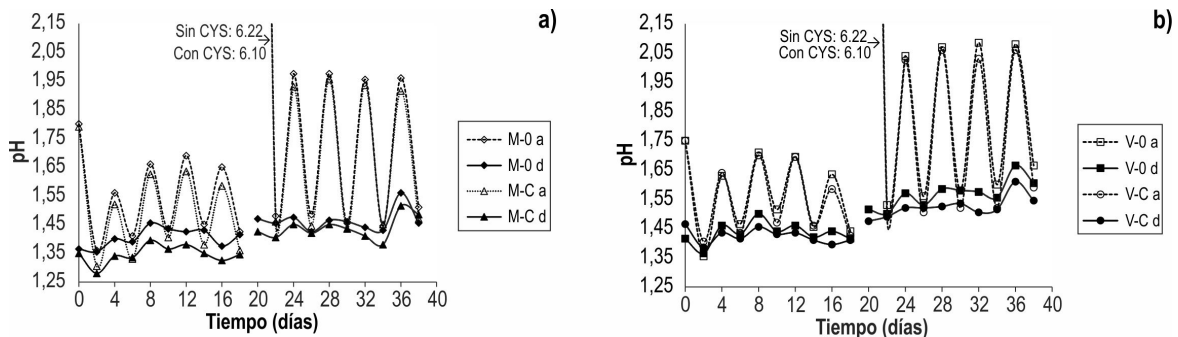 a)
2,15
2,05
1,95
1,85
1,75
1,65
1,55
1,45
1,35
1,25
pH
Sin CYS: 6.22
Con CYS: 6.10
0 4 8 12 16 20 24 28 32 36 40
Tiempo (días)
M-0 a
M-0 d
M-C a
M-C d
b)
2,15
2,05
1,95
1,85
1,75
1,65
1,55
1,45
1,35
1,25
pH
Sin CYS: 6.22
Con CYS: 6.10
0 4 8 12 16 20 24 28 32 36 40
Tiempo (días)
V-0 a
V-0 d
V-C a
V-C d